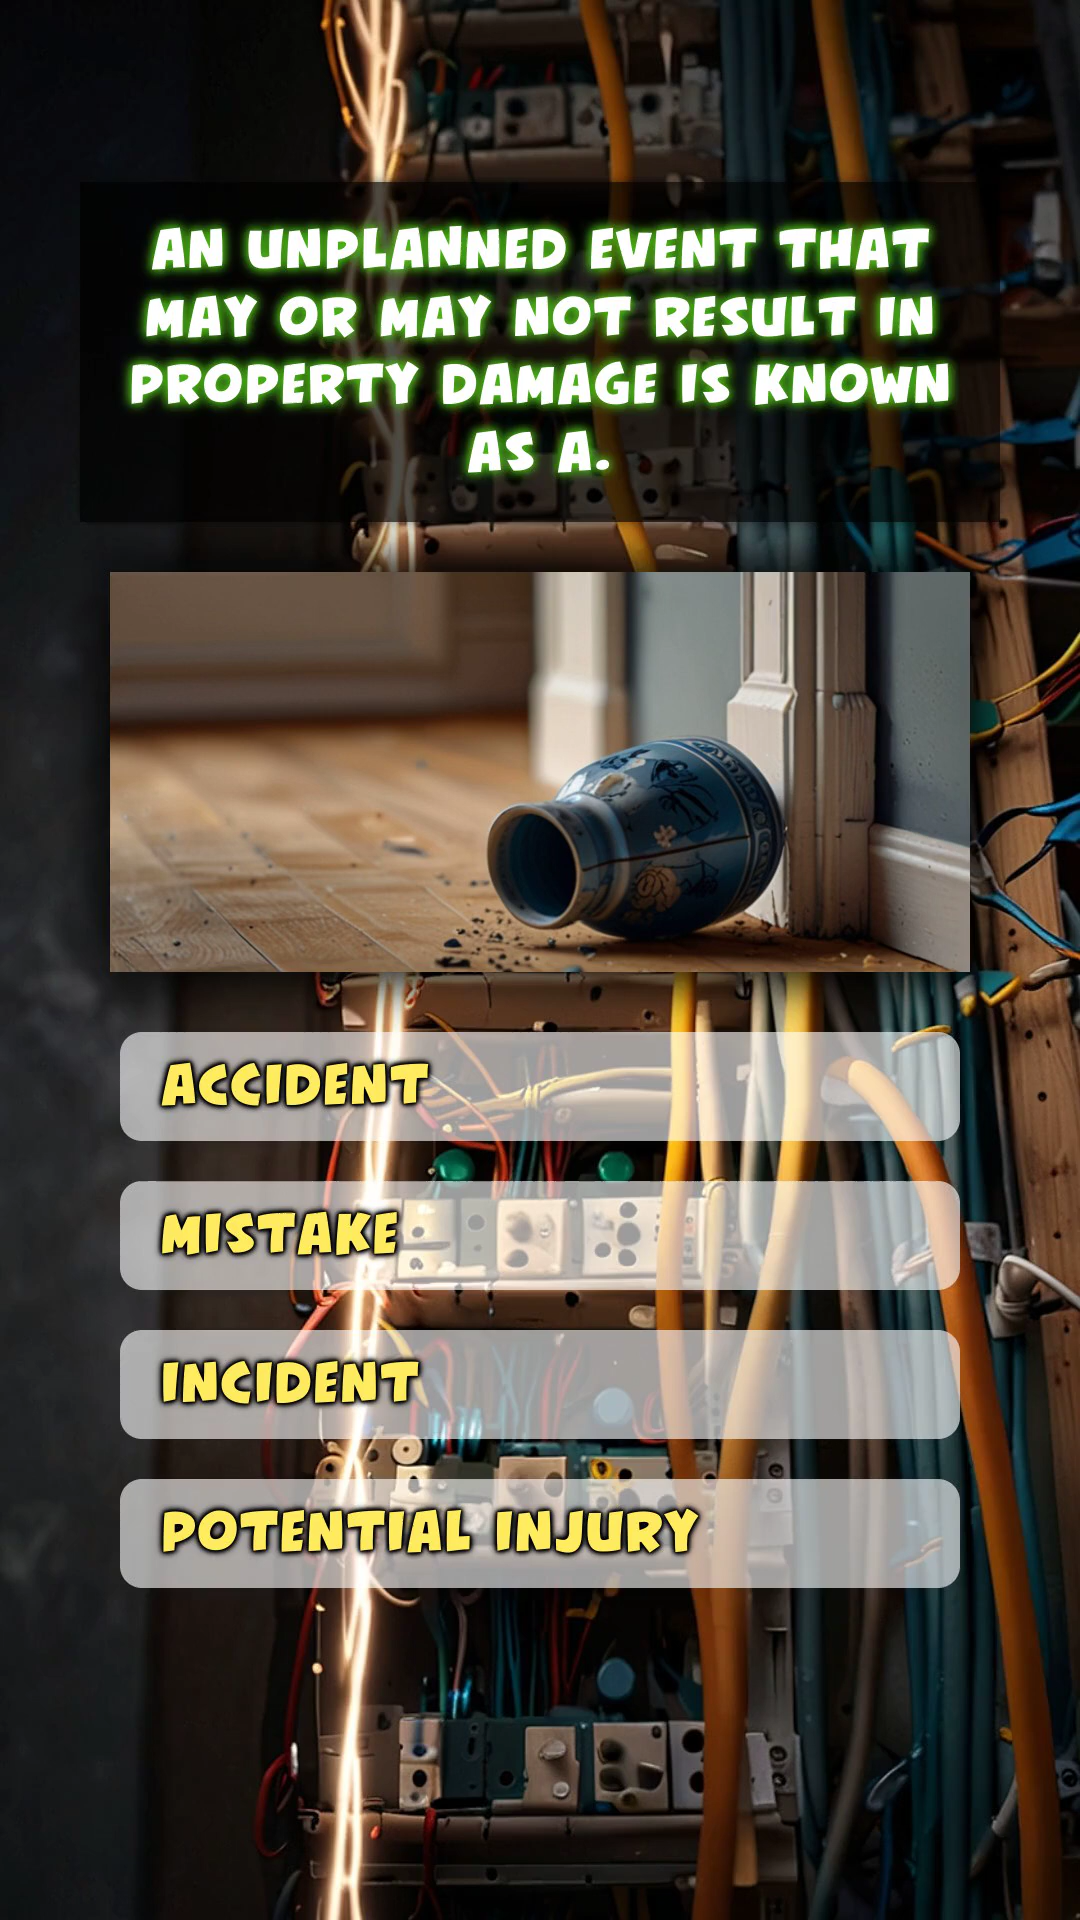 AN UNPLANNED EVENT THAT
MAY OR MAY NOT RESULT IN
PROPERTY DAMAGE IS KNOWN
AS A.
ACCIDENT
MISTAKE
INCIDENT
POTENTIAL INJURY